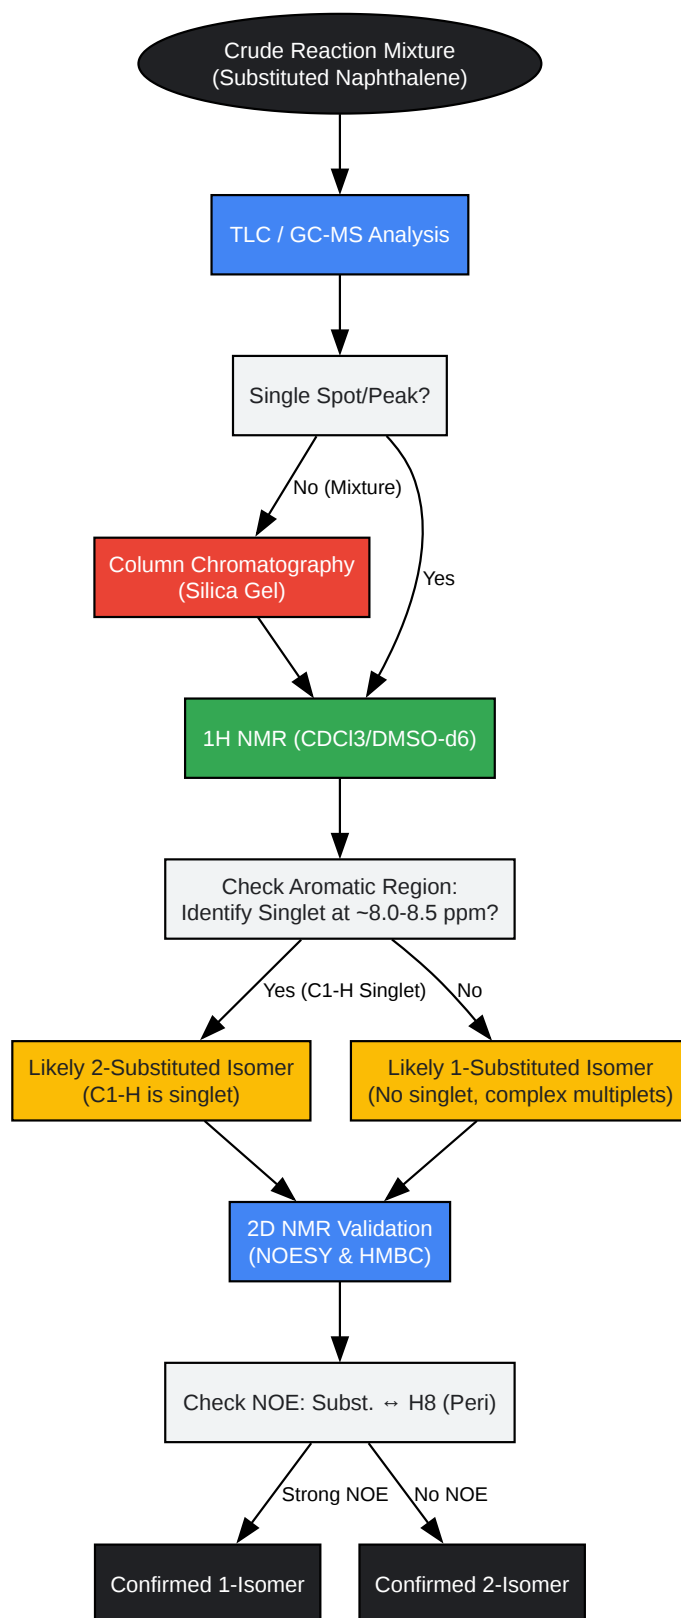 Crude Reaction Mixture
(Substituted Naphthalene)
TLC / GC-MS Analysis
Single Spot/Peak?
No (Mixture)
Column Chromatography
(Silica Gel)
Yes
1H NMR (CDCl3/DMSO-d6)
Check Aromatic Region:
Identify Singlet at ~8.0-8.5 ppm?
Yes (C1-H Singlet)
No
Likely 2-Substituted Isomer
(C1-H is singlet)
Likely 1-Substituted Isomer
(No singlet, complex multiplets)
2D NMR Validation
(NOESY & HMBC)
Check NOE: Subst. ↔ H8 (Peri)
Strong NOE
No NOE
Confirmed 1-Isomer
Confirmed 2-Isomer